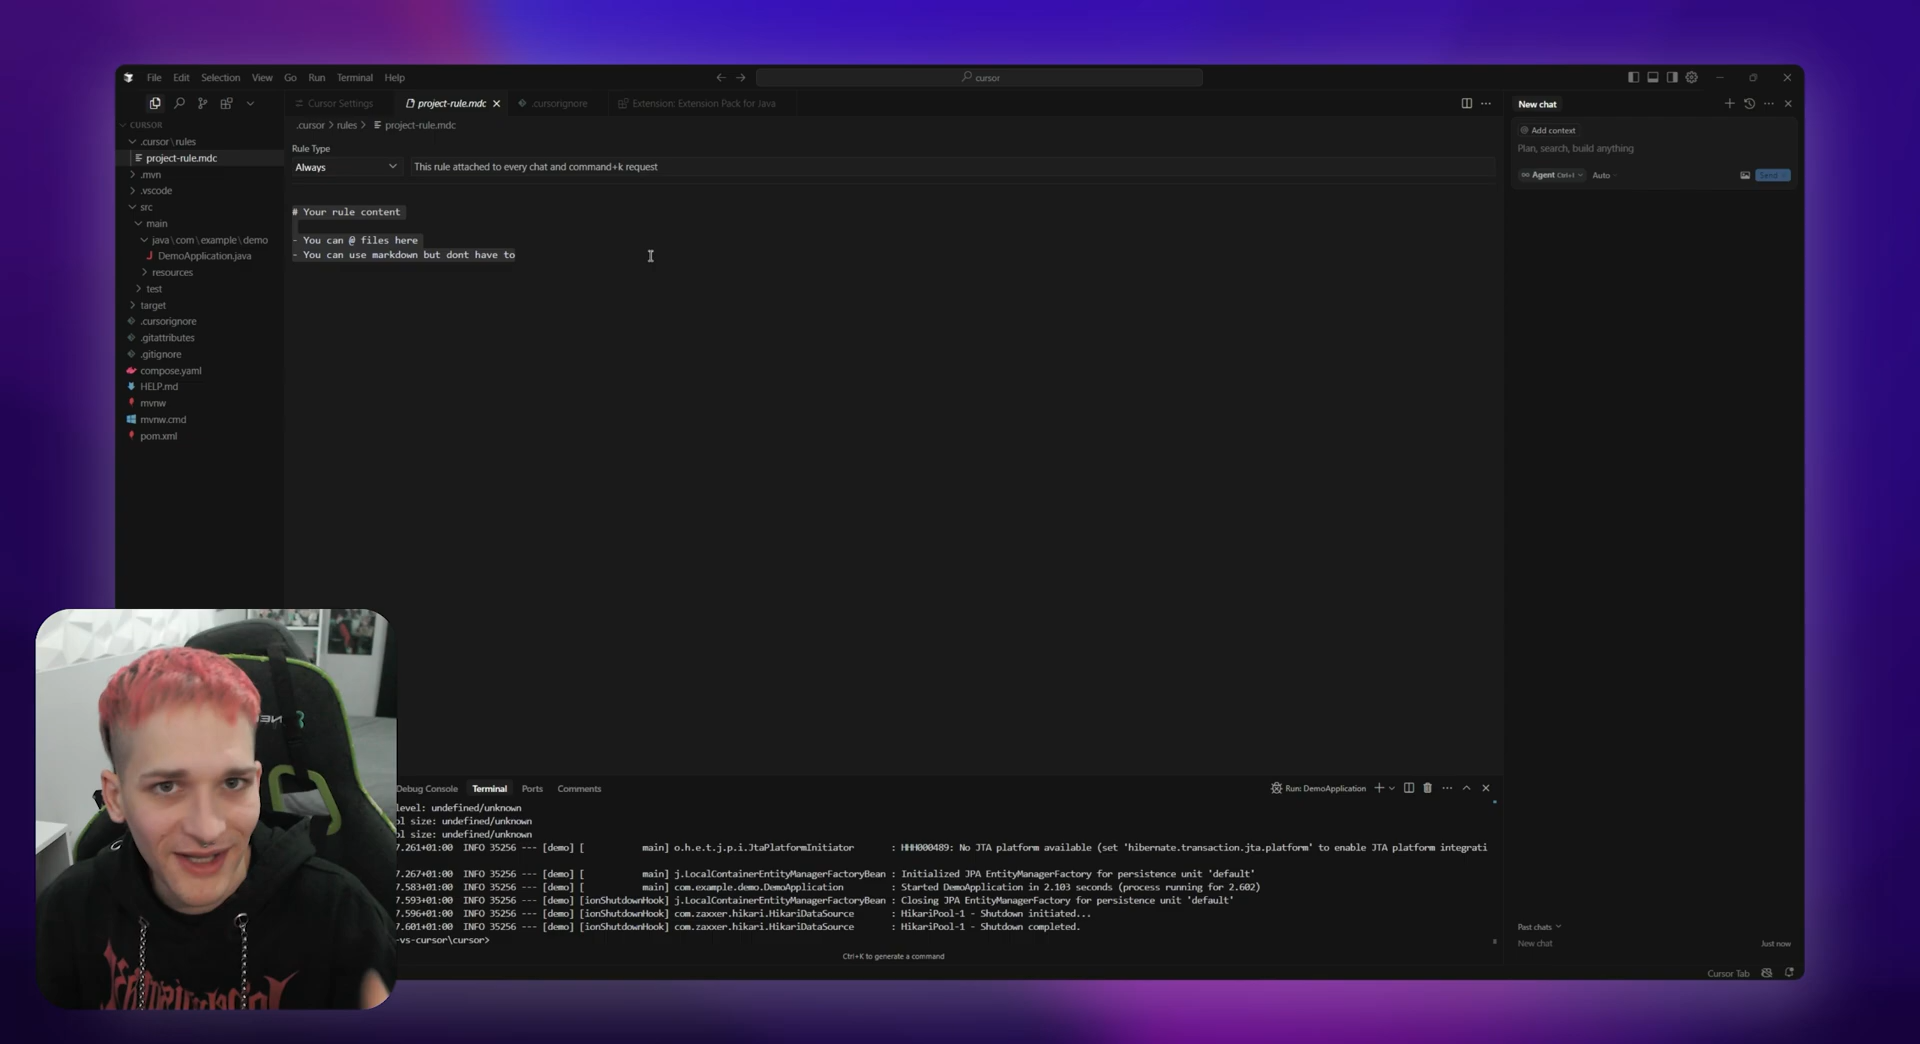 File Edit Selection View Go Run Terminal Help
cursor
Cursor Settings
project-rule.mdc
.cursorignore
Extension: Extension Pack for Java
New chat
CURSOR
.cursor\rules
project-rule.mdc
.mvn
.vscode
src
main
java\com\example\demo
DemoApplication.java
resources
test
target
.cursorignore
.gitattributes
.gitignore
compose.yaml
HELP.md
mvnw
mvnw.cmd
pom.xml
.cursor > rules > project-rule.mdc
Rule Type
Always
This rule attached to every chat and command+k request
# Your rule content
- You can @ files here
- You can use markdown but dont have to
@ Add context
Plan, search, build anything
Agent Ctrl+I
Auto
Send
Debug Console Terminal Ports Comments
Run: DemoApplication
level: undefined/unknown
ol size: undefined/unknown
ol size: undefined/unknown
7.261+01:00 INFO 35256 --- [demo] [ main] o.h.e.t.j.p.i.JtaPlatformInitiator : HHH000489: No JTA platform available (set 'hibernate.transaction.jta.platform' to enable JTA platform integrati
7.267+01:00 INFO 35256 --- [demo] [ main] j.LocalContainerEntityManagerFactoryBean : Initialized JPA EntityManagerFactory for persistence unit 'default'
7.583+01:00 INFO 35256 --- [demo] [ main] com.example.demo.DemoApplication : Started DemoApplication in 2.103 seconds (process running for 2.602)
7.593+01:00 INFO 35256 --- [demo] [ionShutdownHook] j.LocalContainerEntityManagerFactoryBean : Closing JPA EntityManagerFactory for persistence unit 'default'
7.596+01:00 INFO 35256 --- [demo] [ionShutdownHook] com.zaxxer.hikari.HikariDataSource : HikariPool-1 - Shutdown initiated...
7.601+01:00 INFO 35256 --- [demo] [ionShutdownHook] com.zaxxer.hikari.HikariDataSource : HikariPool-1 - Shutdown completed.
-vs-cursor\cursor>
Ctrl+K to generate a command
Past chats
New chat
Just now
Cursor Tab